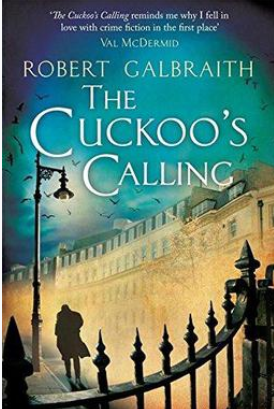 'The Cuckoo's Calling reminds me why I fell in
love with crime fiction in the first place'
VAL MCDERMID
ROBERT GALBRAITH
THE
CUCKOO'S
CALLING